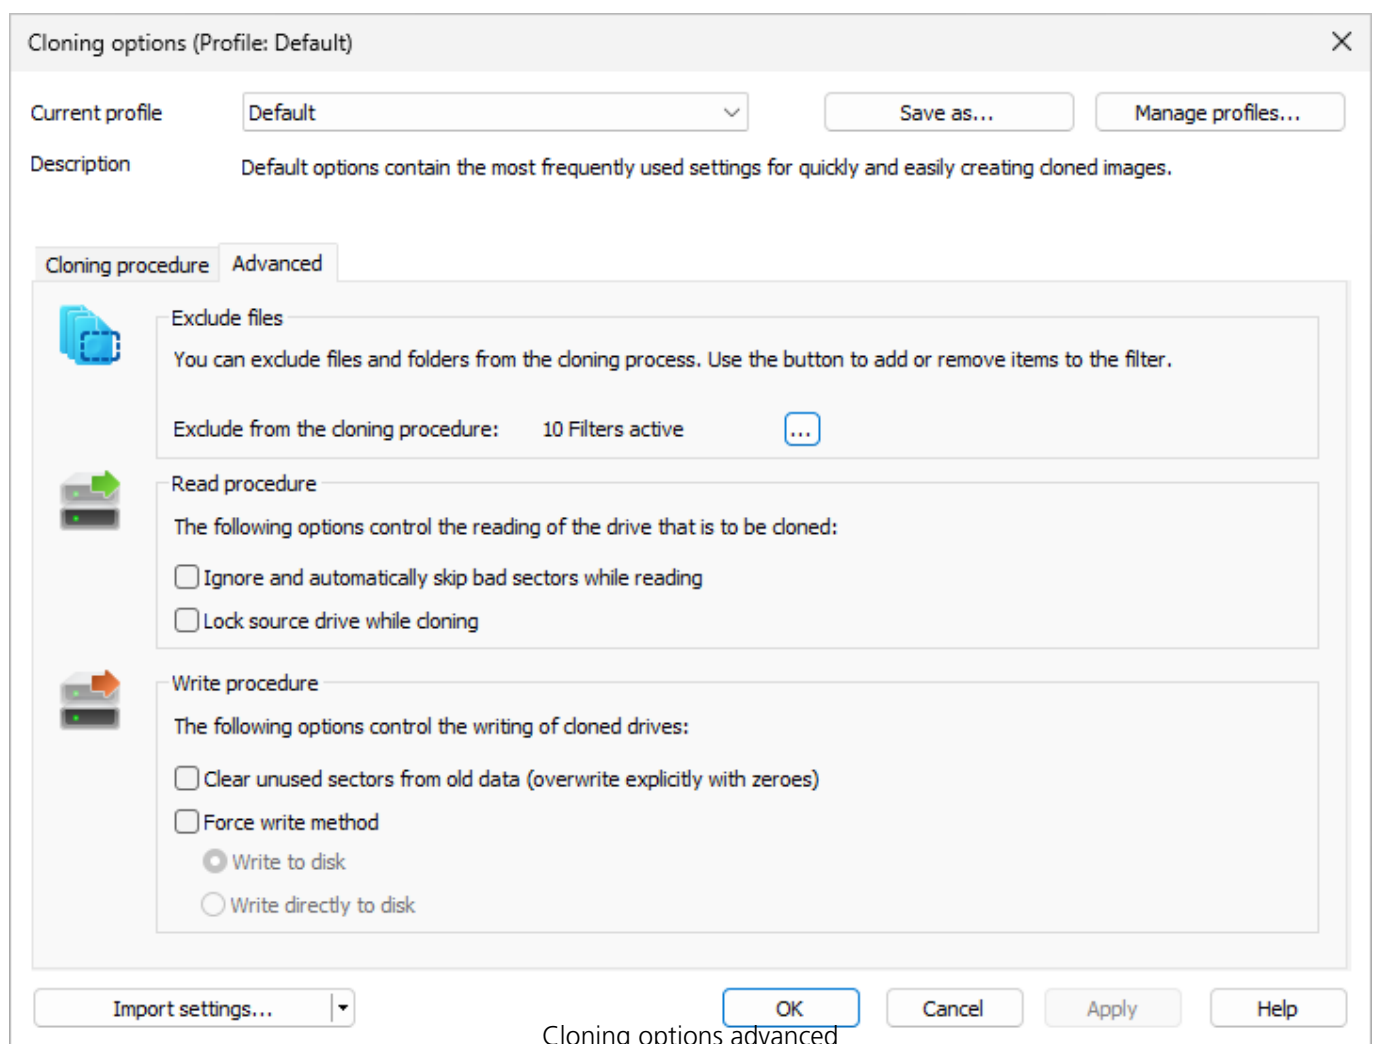 Cloning options (Profile: Default)
Current profile Default Save as... Manage profiles...
Description Default options contain the most frequently used settings for quickly and easily creating cloned images.
Cloning procedure Advanced
Exclude files
You can exclude files and folders from the cloning process. Use the button to add or remove items to the filter.
Exclude from the cloning procedure: 10 Filters active ...
Read procedure
The following options control the reading of the drive that is to be cloned:
Ignore and automatically skip bad sectors while reading
Lock source drive while cloning
Write procedure
The following options control the writing of cloned drives:
Clear unused sectors from old data (overwrite explicitly with zeroes)
Force write method
Write to disk
Write directly to disk
Import settings... OK Cancel Apply Help
Cloning options advanced